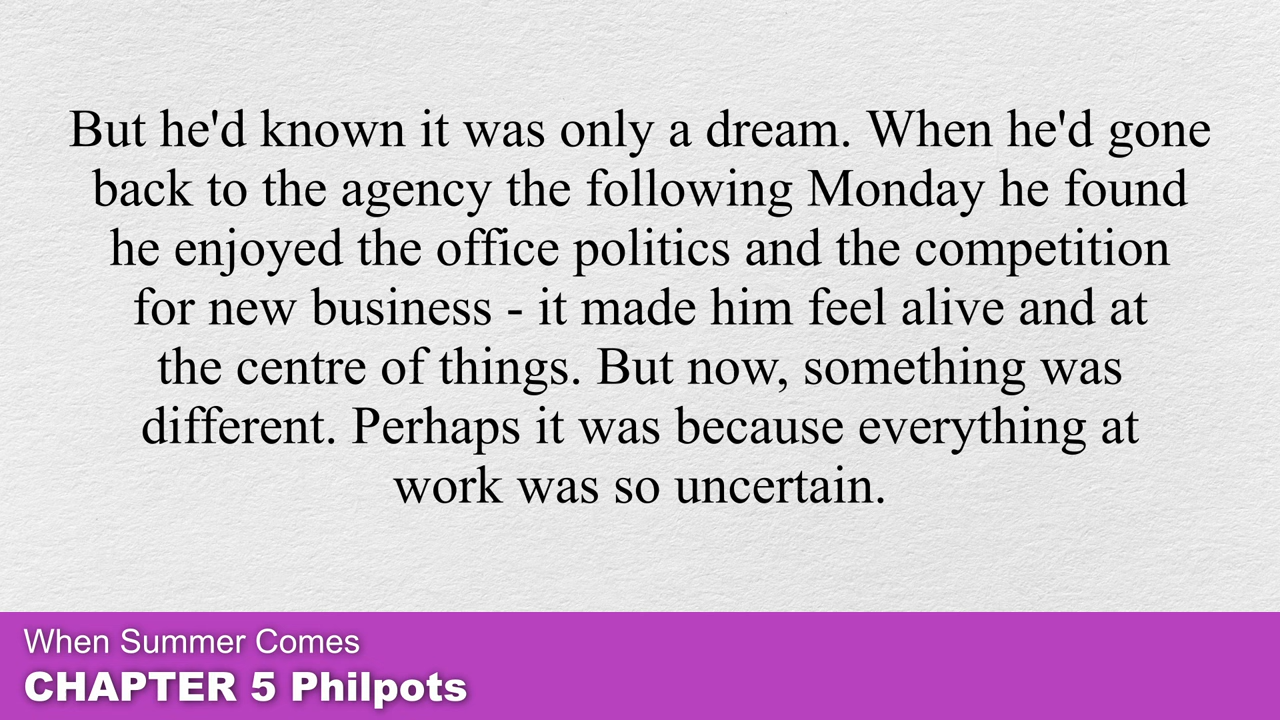 But he'd known it was only a dream. When he'd gone
back to the agency the following Monday he found
he enjoyed the office politics and the competition
for new business - it made him feel alive and at
the centre of things. But now, something was
different. Perhaps it was because everything at
work was so uncertain.
When Summer Comes
CHAPTER 5 Philpots